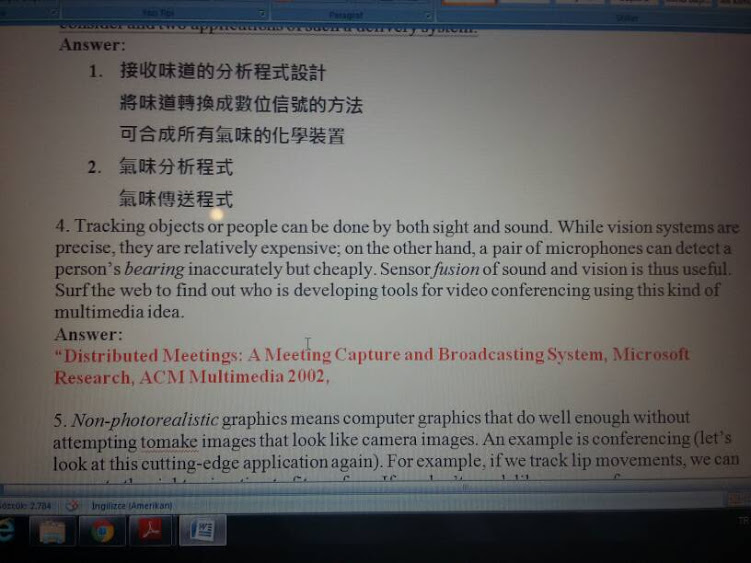 Yazı Tipi
Paragraf
Stiller
consider and two applications of such a delivery system.
Answer:
1. 接收味道的分析程式設計
將味道轉換成數位信號的方法
可合成所有氣味的化學裝置
2. 氣味分析程式
氣味傳送程式
4. Tracking objects or people can be done by both sight and sound. While vision systems are
precise, they are relatively expensive; on the other hand, a pair of microphones can detect a
person's bearing inaccurately but cheaply. Sensor fusion of sound and vision is thus useful.
Surf the web to find out who is developing tools for video conferencing using this kind of
multimedia idea.
Answer:
“Distributed Meetings: A Meeting Capture and Broadcasting System, Microsoft
Research, ACM Multimedia 2002,
5. Non-photorealistic graphics means computer graphics that do well enough without
attempting tomake images that look like camera images. An example is conferencing (let's
look at this cutting-edge application again). For example, if we track lip movements, we can
Sözcük: 2.784 İngilizce (Amerikan)